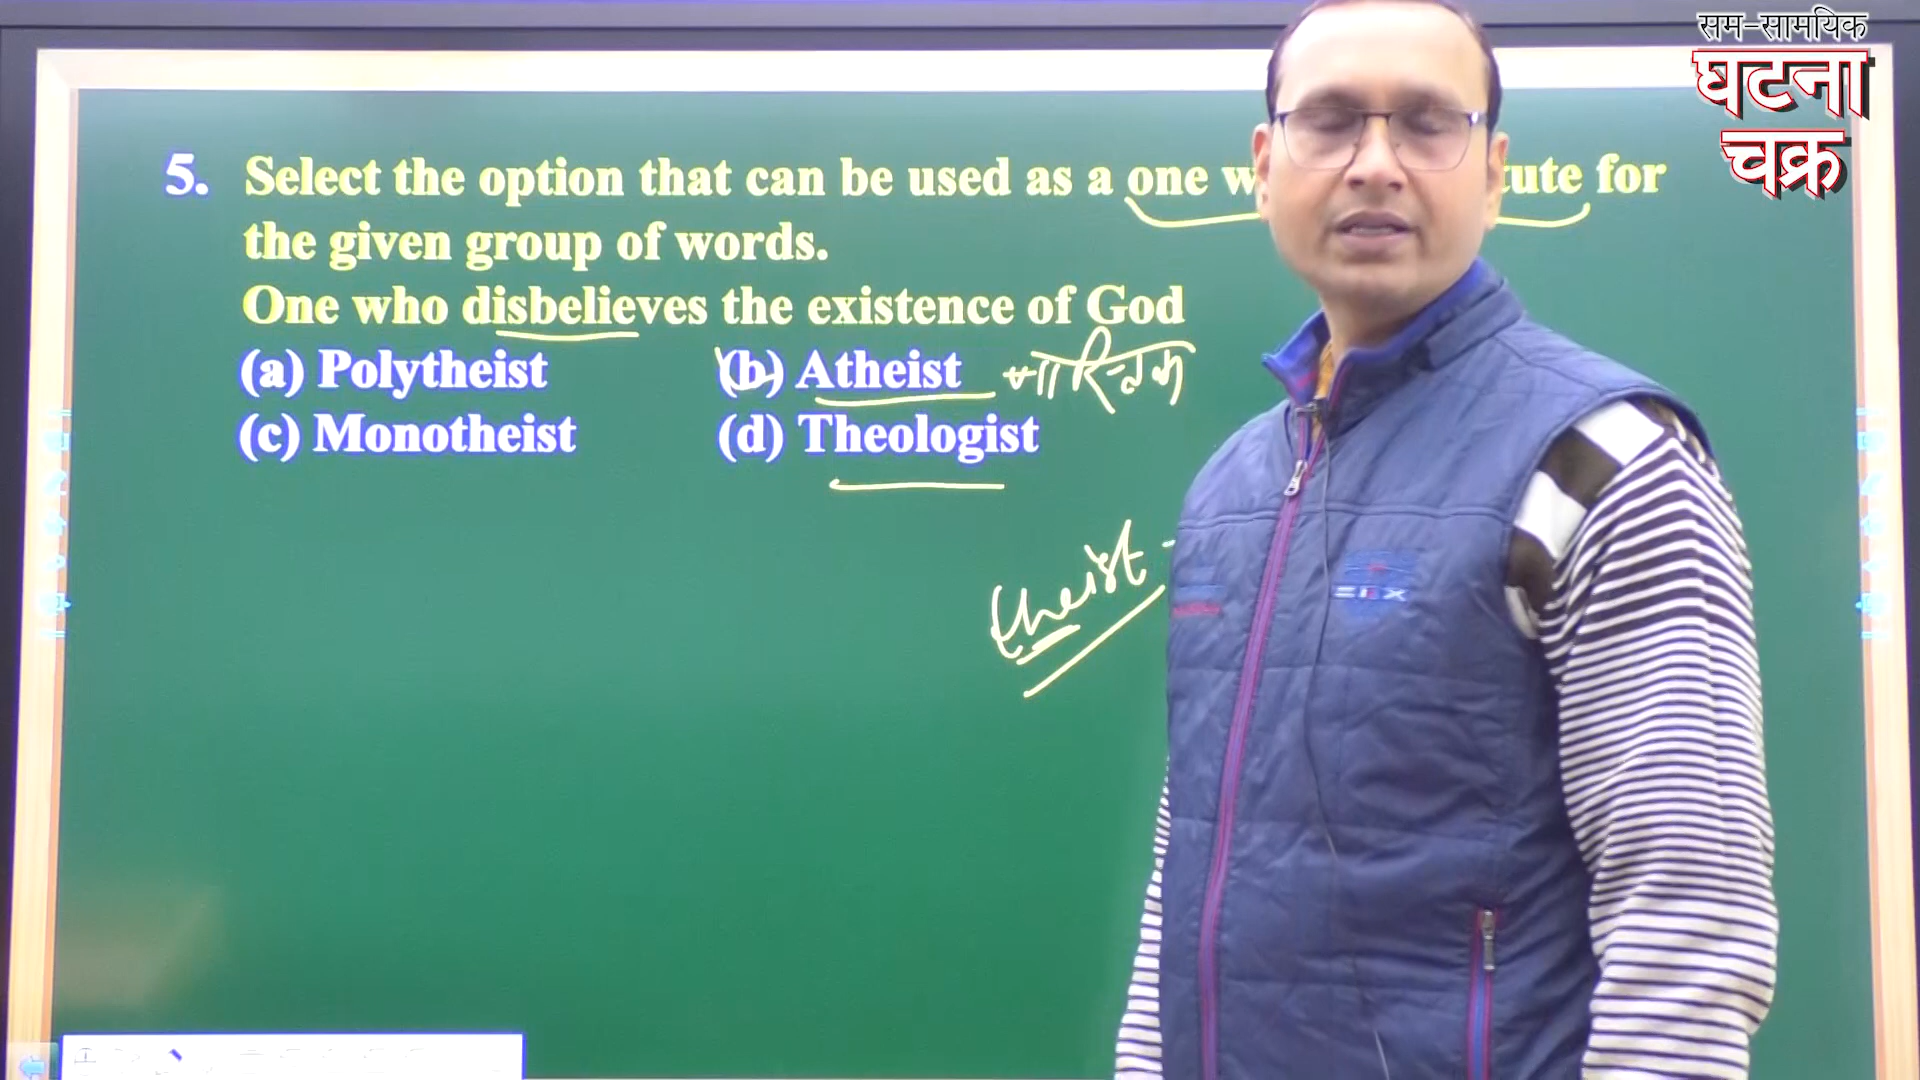 सम-सामयिक
घटना
चक्र
5. Select the option that can be used as a one w tute for
the given group of words.
One who disbelieves the existence of God
(a) Polytheist (b) Atheist नास्तिक
(c) Monotheist (d) Theologist
theist -